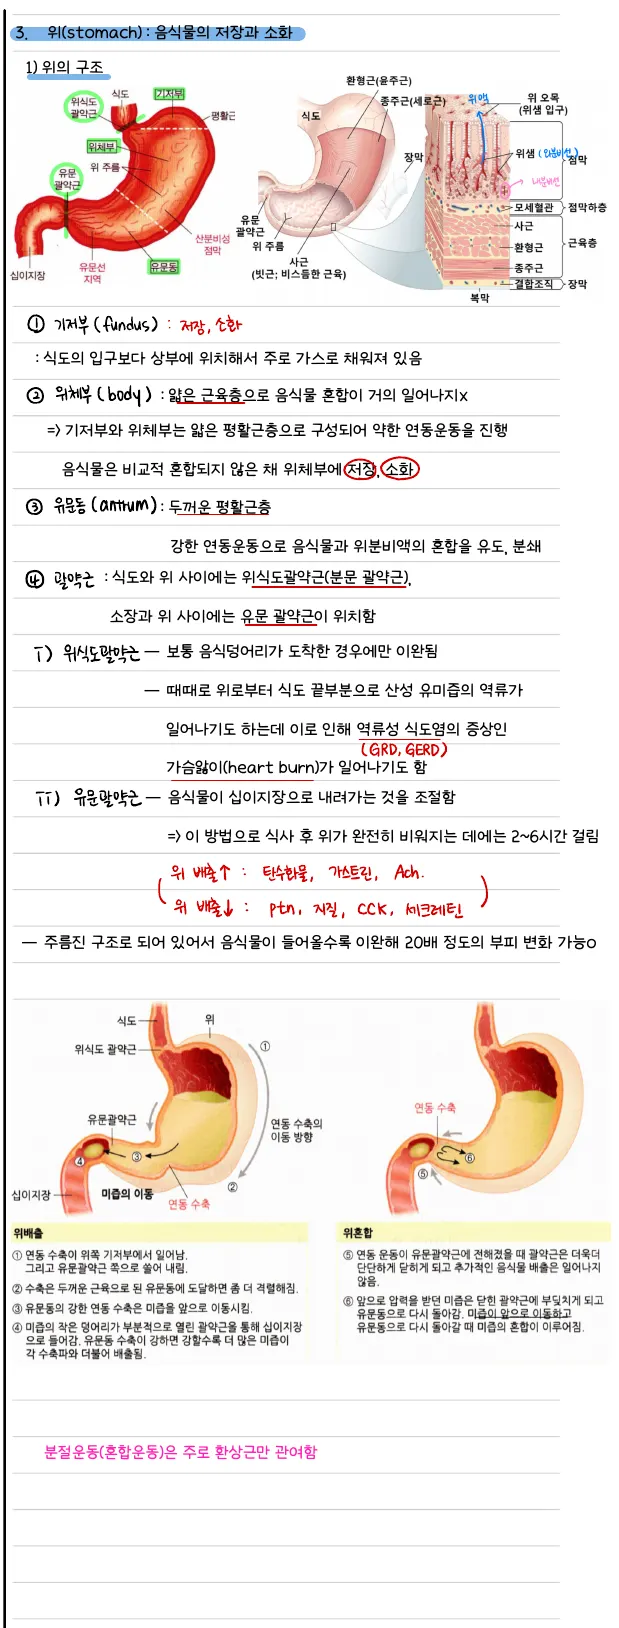 3. 위(stomach) : 음식물의 저장과 소화
1) 위의 구조
위식도
괄약근
식도
기저부
평활근
위체부
위 주름
유문
괄약근
십이지장
유문선
지역
유문동
산분비성
점막
환형근(윤주근)
종주근(세로근)
식도
장막
유문
괄약근
위 주름
사근
(빗근; 비스듬한 근육)
위액
위 오목
(위샘 입구)
위샘 (외분비선)
점막
내분비선
모세혈관
점막하층
사근
환형근
근육층
종주근
결합조직
장막
복막
① 기저부 (fundus) : 저장, 소화
: 식도의 입구보다 상부에 위치해서 주로 가스로 채워져 있음
② 위체부 (body) : 얇은 근육층으로 음식물 혼합이 거의 일어나지x
=> 기저부와 위체부는 얇은 평활근층으로 구성되어 약한 연동운동을 진행
음식물은 비교적 혼합되지 않은 채 위체부에 저장, 소화
③ 유문동 (antrum) : 두꺼운 평활근층
강한 연동운동으로 음식물과 위분비액의 혼합을 유도, 분쇄
④ 괄약근 : 식도와 위 사이에는 위식도괄약근(분문 괄약근),
소장과 위 사이에는 유문 괄약근이 위치함
I) 위식도괄약근 — 보통 음식덩어리가 도착한 경우에만 이완됨
— 때때로 위로부터 식도 끝부분으로 산성 유미즙의 역류가
일어나기도 하는데 이로 인해 역류성 식도염의 증상인
(GRD, GERD)
가슴앓이(heart burn)가 일어나기도 함
II) 유문괄약근 — 음식물이 십이지장으로 내려가는 것을 조절함
=> 이 방법으로 식사 후 위가 완전히 비워지는 데에는 2~6시간 걸림
위 배출↑ : 탄수화물, 가스트린, Ach.
위 배출↓ : ptn, 지질, CCK, 세크레틴
— 주름진 구조로 되어 있어서 음식물이 들어올수록 이완해 20배 정도의 부피 변화 가능o
식도
위
위식도 괄약근
①
유문괄약근
연동 수축의
이동 방향
④
③
②
십이지장
미즙의 이동
연동 수축
연동 수축
⑥
⑤
위배출
① 연동 수축이 위쪽 기저부에서 일어남.
그리고 유문괄약근 쪽으로 쓸어 내림.
② 수축은 두꺼운 근육으로 된 유문동에 도달하면 좀 더 격렬해짐.
③ 유문동의 강한 연동 수축은 미즙을 앞으로 이동시킴.
④ 미즙의 작은 덩어리가 부분적으로 열린 괄약근을 통해 십이지장
으로 들어감. 유문동 수축이 강하면 강할수록 더 많은 미즙이
각 수축파와 더불어 배출됨.
위혼합
⑤ 연동 운동이 유문괄약근에 전해졌을 때 괄약근은 더욱더
단단하게 닫히게 되고 추가적인 음식물 배출은 일어나지
않음.
⑥ 앞으로 압력을 받던 미즙은 닫힌 괄약근에 부딪치게 되고
유문동으로 다시 돌아감. 미즙이 앞으로 이동하고
유문동으로 다시 돌아갈 때 미즙의 혼합이 이루어짐.
분절운동(혼합운동)은 주로 환상근만 관여함